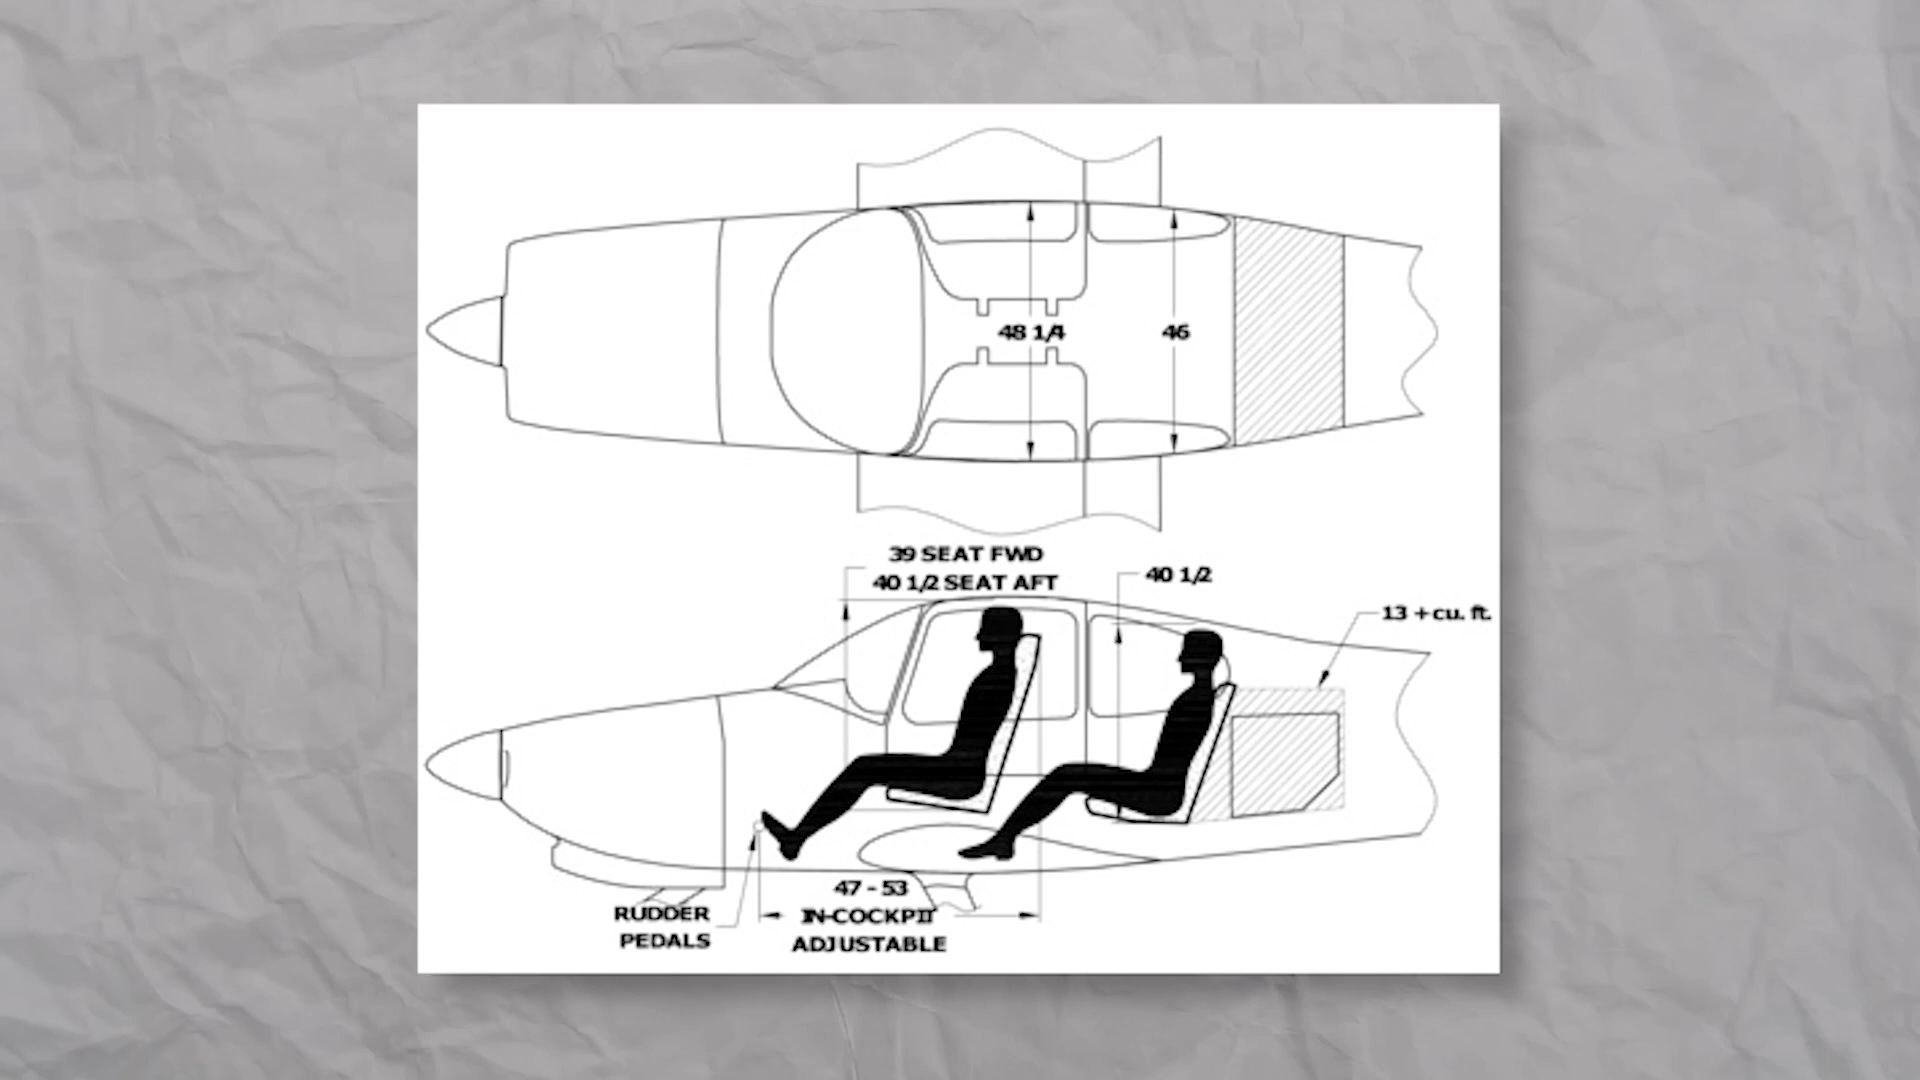 48 1/4
46
39 SEAT FWD
40 1/2 SEAT AFT
40 1/2
13 + cu. ft.
47 - 53
IN-COCKPIT
ADJUSTABLE
RUDDER
PEDALS